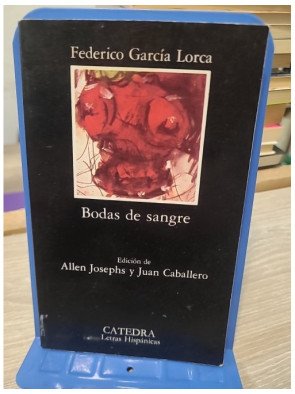 Federico García Lorca
Bodas de sangre
Edición de
Allen Josephs y Juan Caballero
CATEDRA
Letras Hispánicas